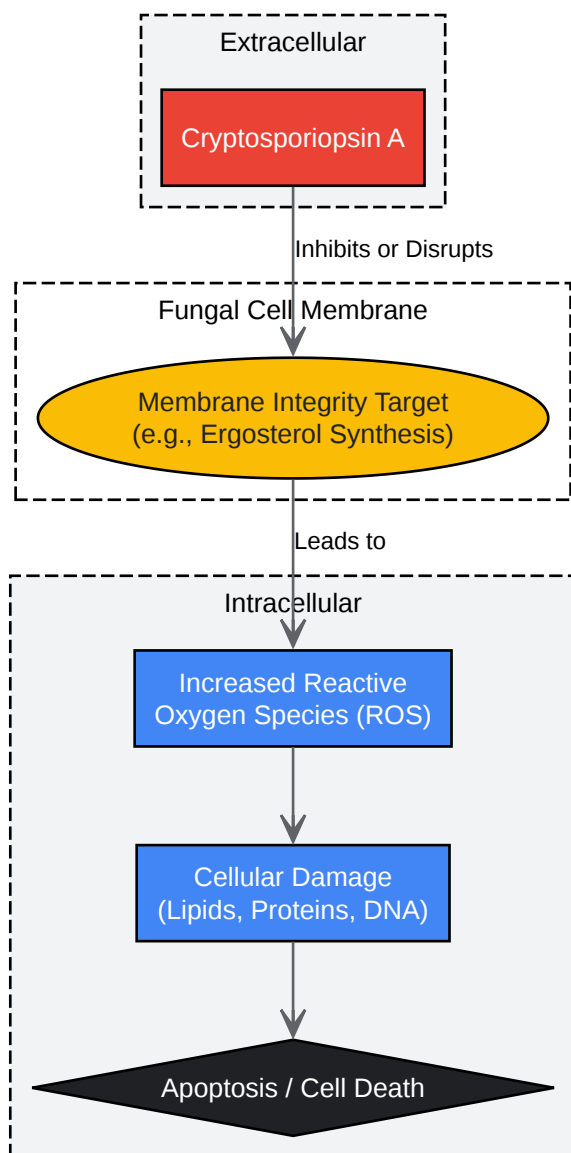 Extracellular
Cryptosporiopsin A
Inhibits or Disrupts
Fungal Cell Membrane
Membrane Integrity Target
(e.g., Ergosterol Synthesis)
Leads to
Intracellular
Increased Reactive
Oxygen Species (ROS)
Cellular Damage
(Lipids, Proteins, DNA)
Apoptosis / Cell Death